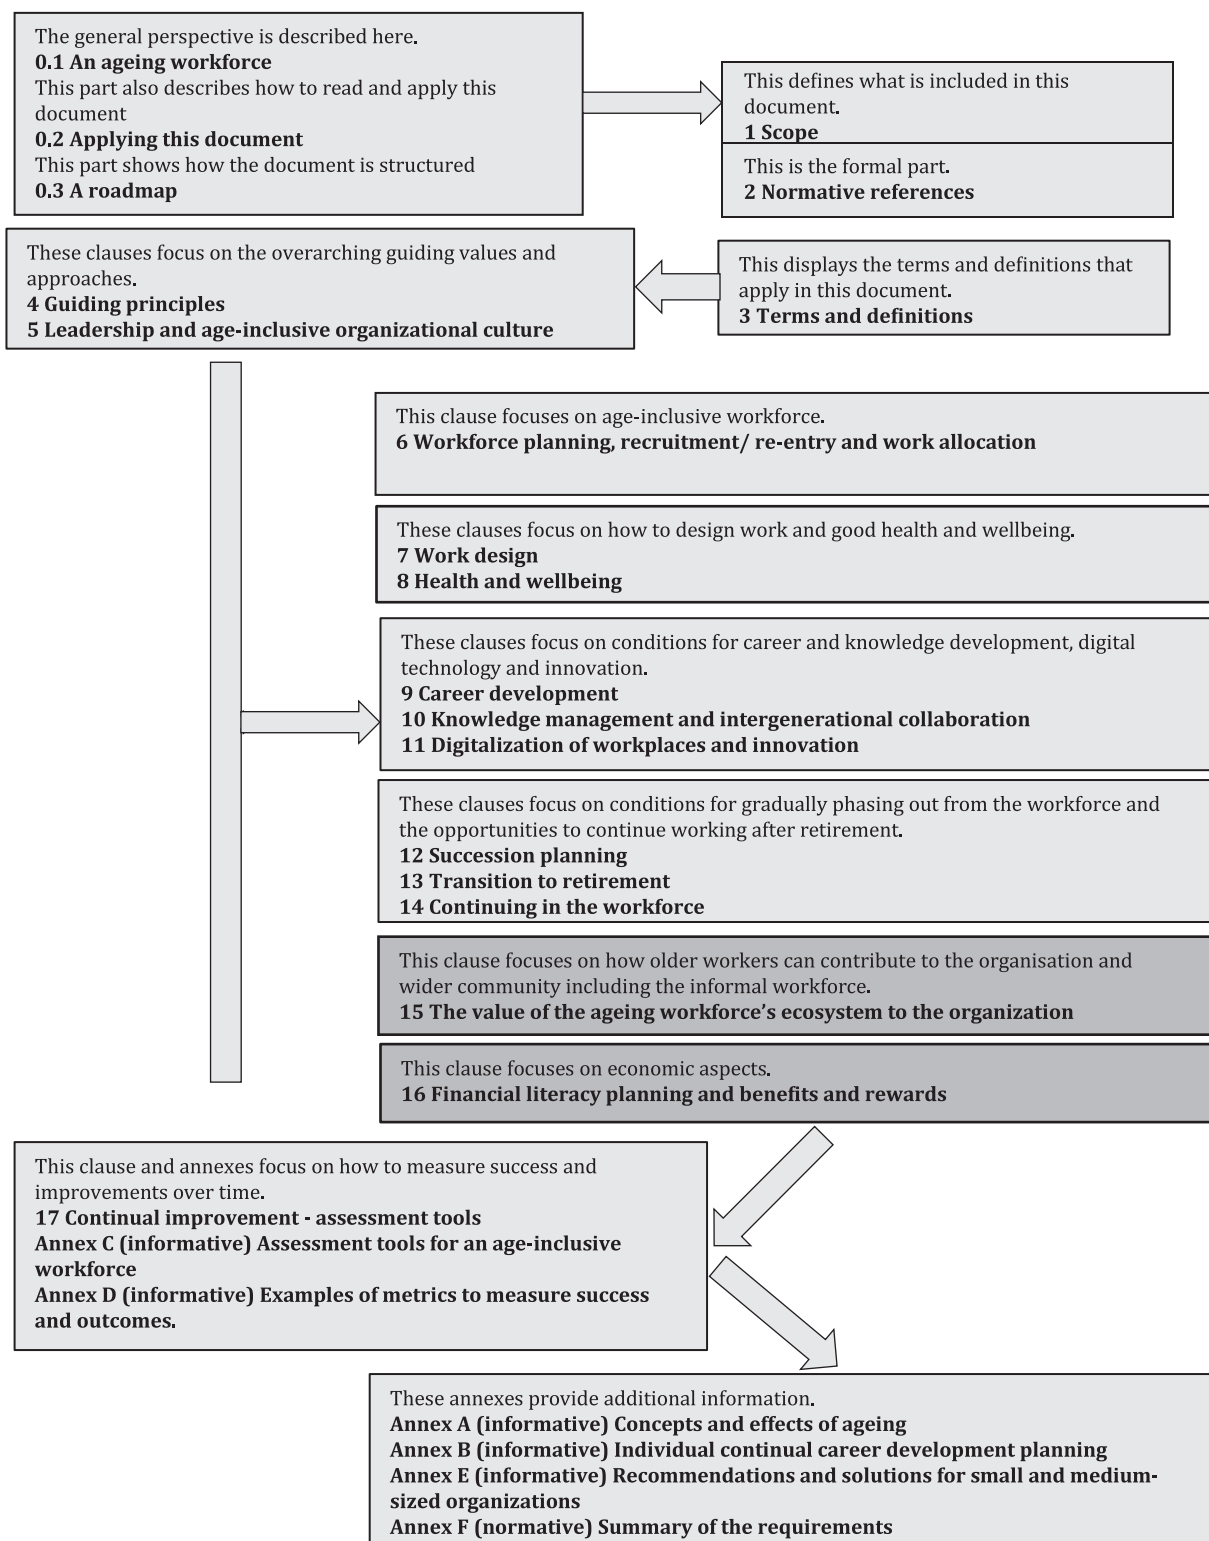 The general perspective is described here.
0.1 An ageing workforce
This part also describes how to read and apply this
document
0.2 Applying this document
This part shows how the document is structured
0.3 A roadmap
This defines what is included in this
document.
1 Scope
This is the formal part.
2 Normative references
This displays the terms and definitions that
apply in this document.
3 Terms and definitions
These clauses focus on the overarching guiding values and
approaches.
4 Guiding principles
5 Leadership and age-inclusive organizational culture
This clause focuses on age-inclusive workforce.
6 Workforce planning, recruitment/ re-entry and work allocation
These clauses focus on how to design work and good health and wellbeing.
7 Work design
8 Health and wellbeing
These clauses focus on conditions for career and knowledge development, digital
technology and innovation.
9 Career development
10 Knowledge management and intergenerational collaboration
11 Digitalization of workplaces and innovation
These clauses focus on conditions for gradually phasing out from the workforce and
the opportunities to continue working after retirement.
12 Succession planning
13 Transition to retirement
14 Continuing in the workforce
This clause focuses on how older workers can contribute to the organisation and
wider community including the informal workforce.
15 The value of the ageing workforce's ecosystem to the organization
This clause focuses on economic aspects.
16 Financial literacy planning and benefits and rewards
This clause and annexes focus on how to measure success and
improvements over time.
17 Continual improvement - assessment tools
Annex C (informative) Assessment tools for an age-inclusive
workforce
Annex D (informative) Examples of metrics to measure success
and outcomes.
These annexes provide additional information.
Annex A (informative) Concepts and effects of ageing
Annex B (informative) Individual continual career development planning
Annex E (informative) Recommendations and solutions for small and medium-
sized organizations
Annex F (normative) Summary of the requirements